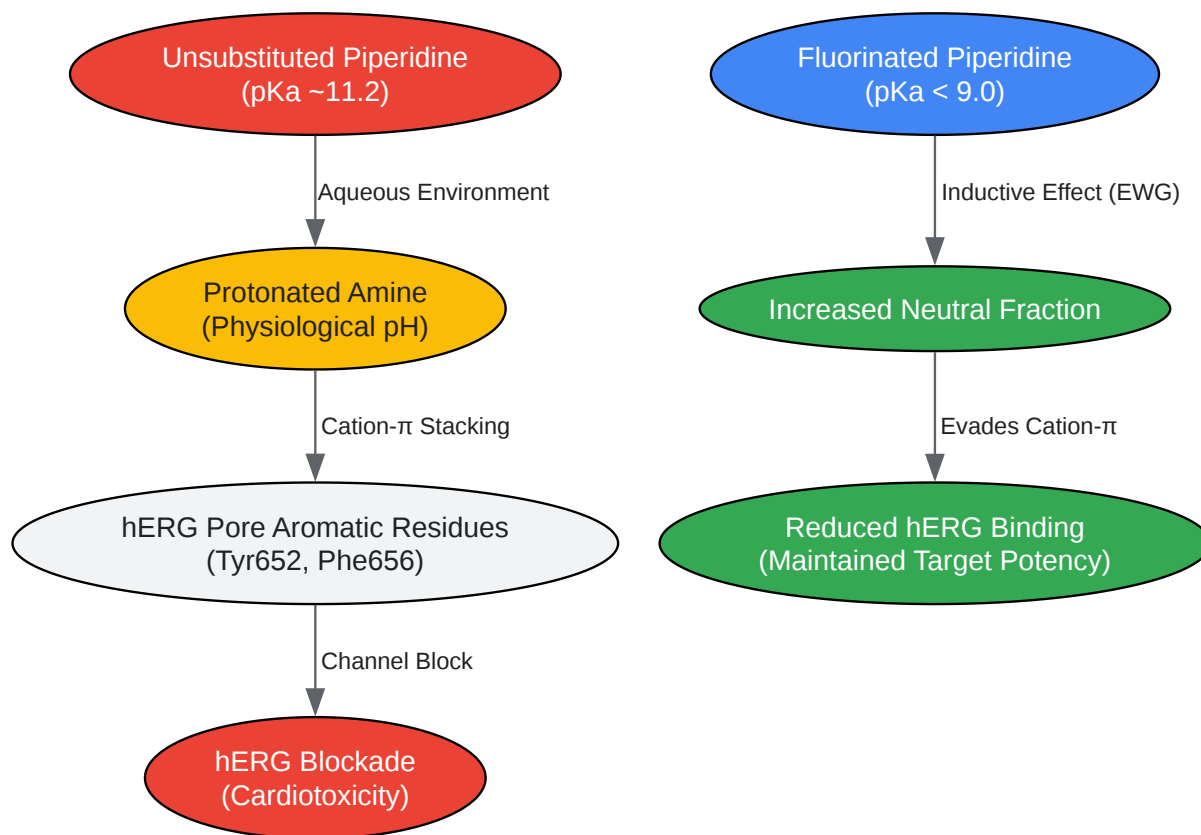 Unsubstituted Piperidine
(pKa ~11.2)
Aqueous Environment
Protonated Amine
(Physiological pH)
Cation-π Stacking
hERG Pore Aromatic Residues
(Tyr652, Phe656)
Channel Block
hERG Blockade
(Cardiotoxicity)
Fluorinated Piperidine
(pKa < 9.0)
Inductive Effect (EWG)
Increased Neutral Fraction
Evades Cation-π
Reduced hERG Binding
(Maintained Target Potency)